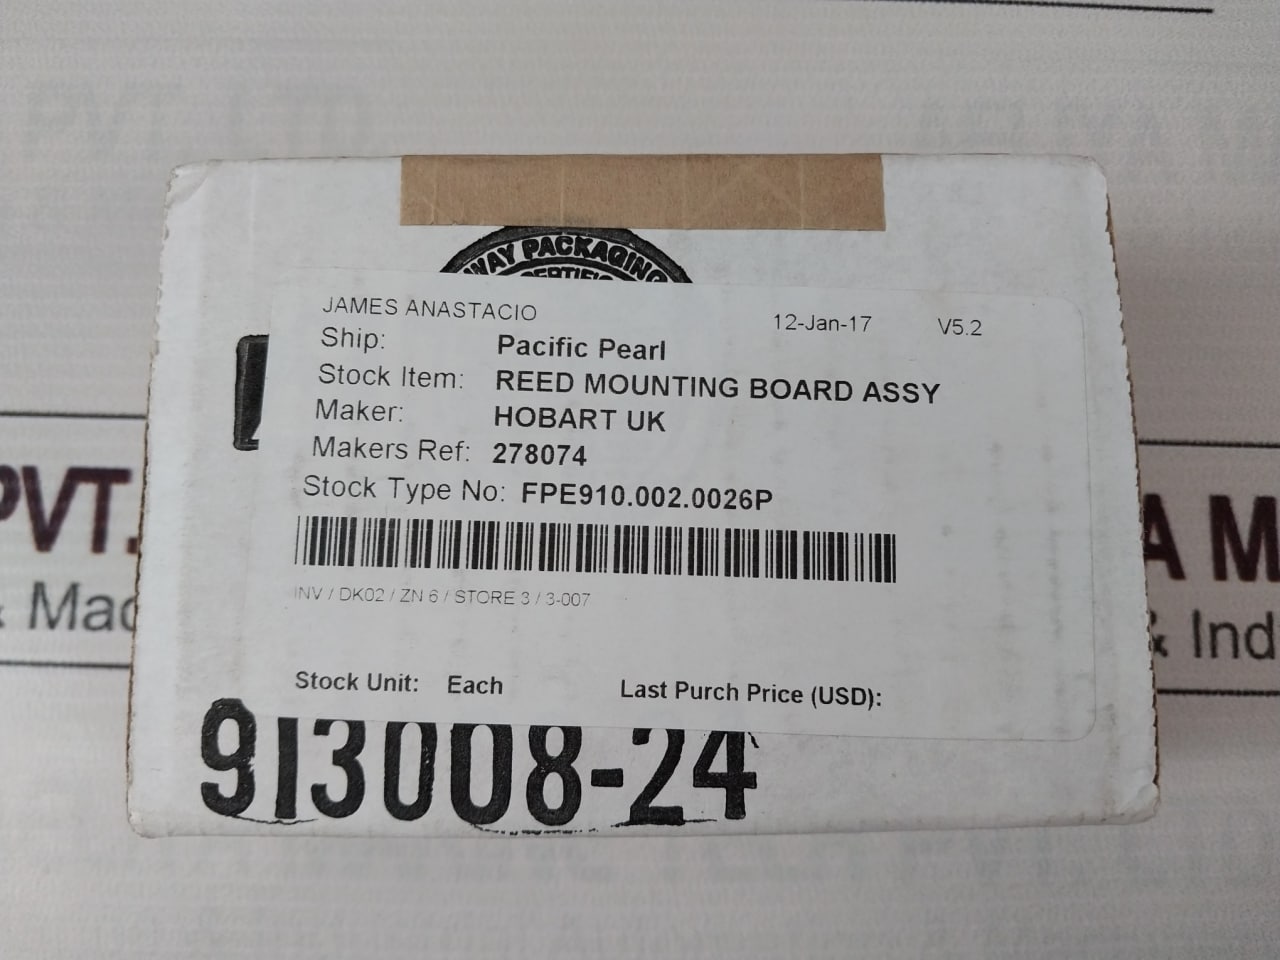 WAY PACKAGING
JAMES ANASTACIO 12-Jan-17 V5.2
Ship: Pacific Pearl
Stock Item: REED MOUNTING BOARD ASSY
Maker: HOBART UK
Makers Ref: 278074
Stock Type No: FPE910.002.0026P
INV / DK02 / ZN 6 / STORE 3 / 3-007
Stock Unit: Each Last Purch Price (USD):
913008-24
PVT.
A M
& Mac
& Ind